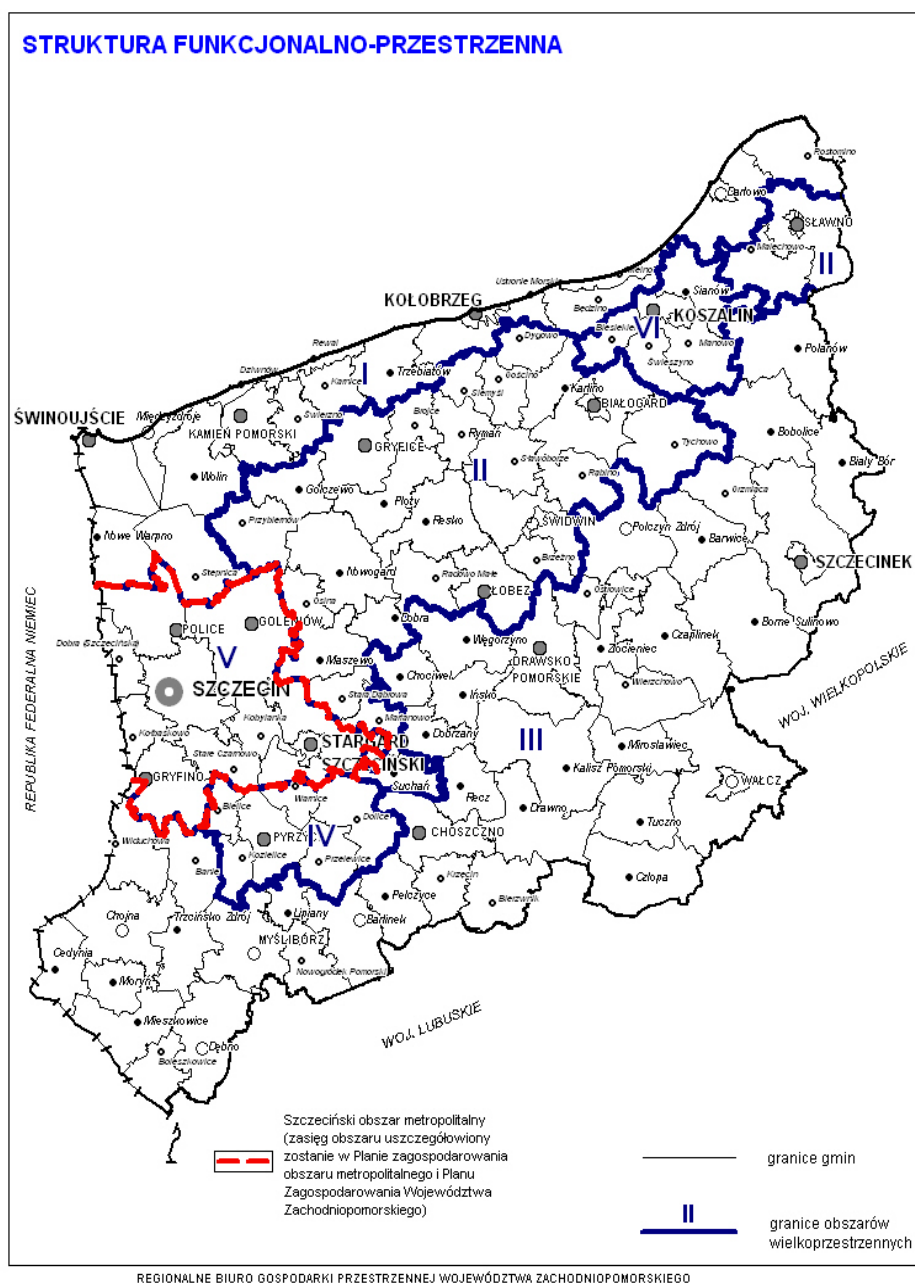 STRUKTURA FUNKCJONALNO-PRZESTRZENNA
Rostomino
Darłowo
SŁAWNO
Malechowo
II
Ustronie Morskie
Sianów
KOŁOBRZEG
Będzino
VI
KOSZALIN
Dygowo
Biesiekie
Świeszyno
Manowo
Polanów
Rewal
I
Trzebiatów
Gościno
Dziwnów
Karnice
Siemyśl
Karlino
BIAŁOGARD
ŚWINOUJŚCIE
Międzyzdroje
KAMIEŃ POMORSKI
Świerzno
Brojce
Rymań
Tychowo
Bobolice
GRYFICE
II
Sławoborze
Rąbino
Biały Bór
Wolin
Golczewo
Płoty
Grzmiąca
Przybiernów
Resko
ŚWIDWIN
Połczyn Zdrój
Barwice
Nowe Warpno
Brzeżno
SZCZECINEK
Stepnica
Nowogard
Radowo Małe
ŁOBEZ
Ostrowice
Osina
Dobra
Borne Sulinowo
POLICE
GOLENIÓW
Węgorzyno
Czaplinek
Dobra (Szczecińska)
V
Maszewo
DRAWSKO
POMORSKIE
Złocieniec
SZCZECIN
Chociwel
Stara Dąbrowa
Ińsko
Wierzchowo
WOJ. WIELKOPOLSKIE
REPUBLIKA FEDERALNA NIEMIEC
Kołbaskowo
Kobylanka
Marianowo
Dobrzany
III
Mirosławiec
STARGARD
SZCZECIŃSKI
Stare Czarnowo
Kalisz Pomorski
GRYFINO
Suchań
Recz
WAŁCZ
Warnice
Bielice
Drawno
Dolice
IV
CHOSZCZNO
Tuczno
Widuchowa
PYRZYC
Kozielice
Przelewice
Banie
Krzęcin
Człopa
Pełczyce
Bierzwnik
Chojna
Trzcińsko Zdrój
Lipiany
Barlinek
MYŚLIBÓRZ
Cedynia
Nowogródek Pomorski
Moryń
Mieszkowice
WOJ. LUBUSKIE
Boleszkowice
Dębno
Szczeciński obszar metropolitalny
(zasięg obszaru uszczegółowiony
zostanie w Planie zagospodarowania
obszaru metropolitalnego i Planu
Zagospodarowania Województwa
Zachodniopomorskiego)
granice gmin
II
granice obszarów
wielkoprzestrzennych
REGIONALNE BIURO GOSPODARKI PRZESTRZENNEJ WOJEWÓDZTWA ZACHODNIOPOMORSKIEGO